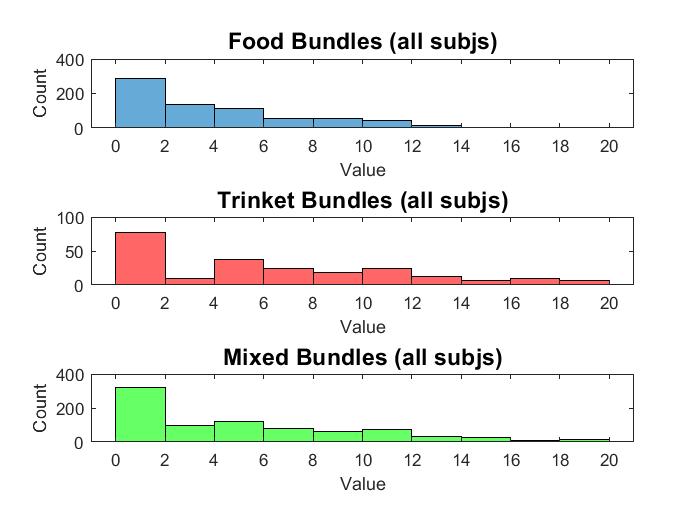 Food Bundles (all subjs)
400
200
0
Count
0 2 4 6 8 10 12 14 16 18 20
Value
Trinket Bundles (all subjs)
100
50
0
Count
0 2 4 6 8 10 12 14 16 18 20
Value
Mixed Bundles (all subjs)
400
200
0
Count
0 2 4 6 8 10 12 14 16 18 20
Value